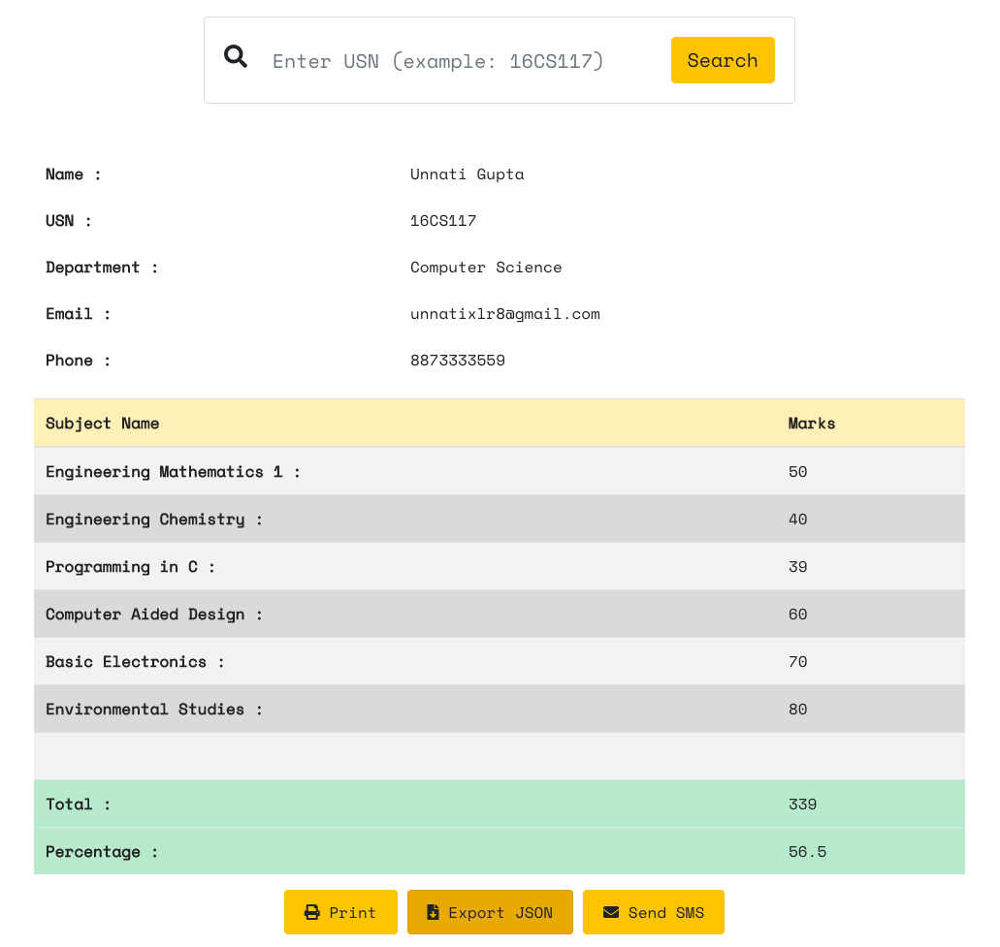 Enter USN (example: 16CS117) Search
Name : Unnati Gupta
USN : 16CS117
Department : Computer Science
Email : unnatixlr8@gmail.com
Phone : 8873333559
Subject Name Marks
Engineering Mathematics 1 : 50
Engineering Chemistry : 40
Programming in C : 39
Computer Aided Design : 60
Basic Electronics : 70
Environmental Studies : 80
Total : 339
Percentage : 56.5
Print Export JSON Send SMS